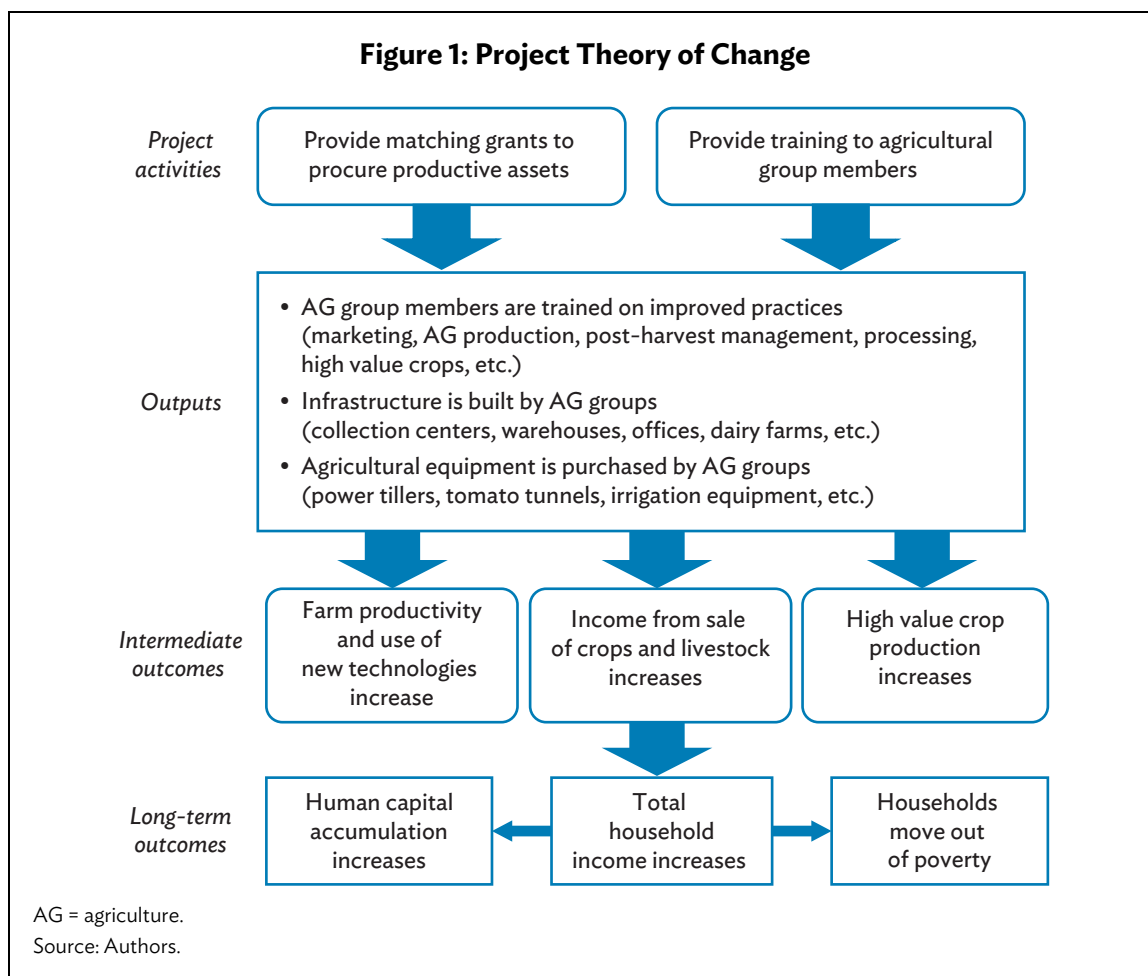 Figure 1: Project Theory of Change
Project
activities
Provide matching grants to
procure productive assets
Provide training to agricultural
group members
Outputs
• AG group members are trained on improved practices
(marketing, AG production, post-harvest management, processing,
high value crops, etc.)
• Infrastructure is built by AG groups
(collection centers, warehouses, offices, dairy farms, etc.)
• Agricultural equipment is purchased by AG groups
(power tillers, tomato tunnels, irrigation equipment, etc.)
Intermediate
outcomes
Farm productivity
and use of
new technologies
increase
Income from sale
of crops and livestock
increases
High value crop
production
increases
Long-term
outcomes
Human capital
accumulation
increases
Total
household
income increases
Households
move out
of poverty
AG = agriculture.
Source: Authors.